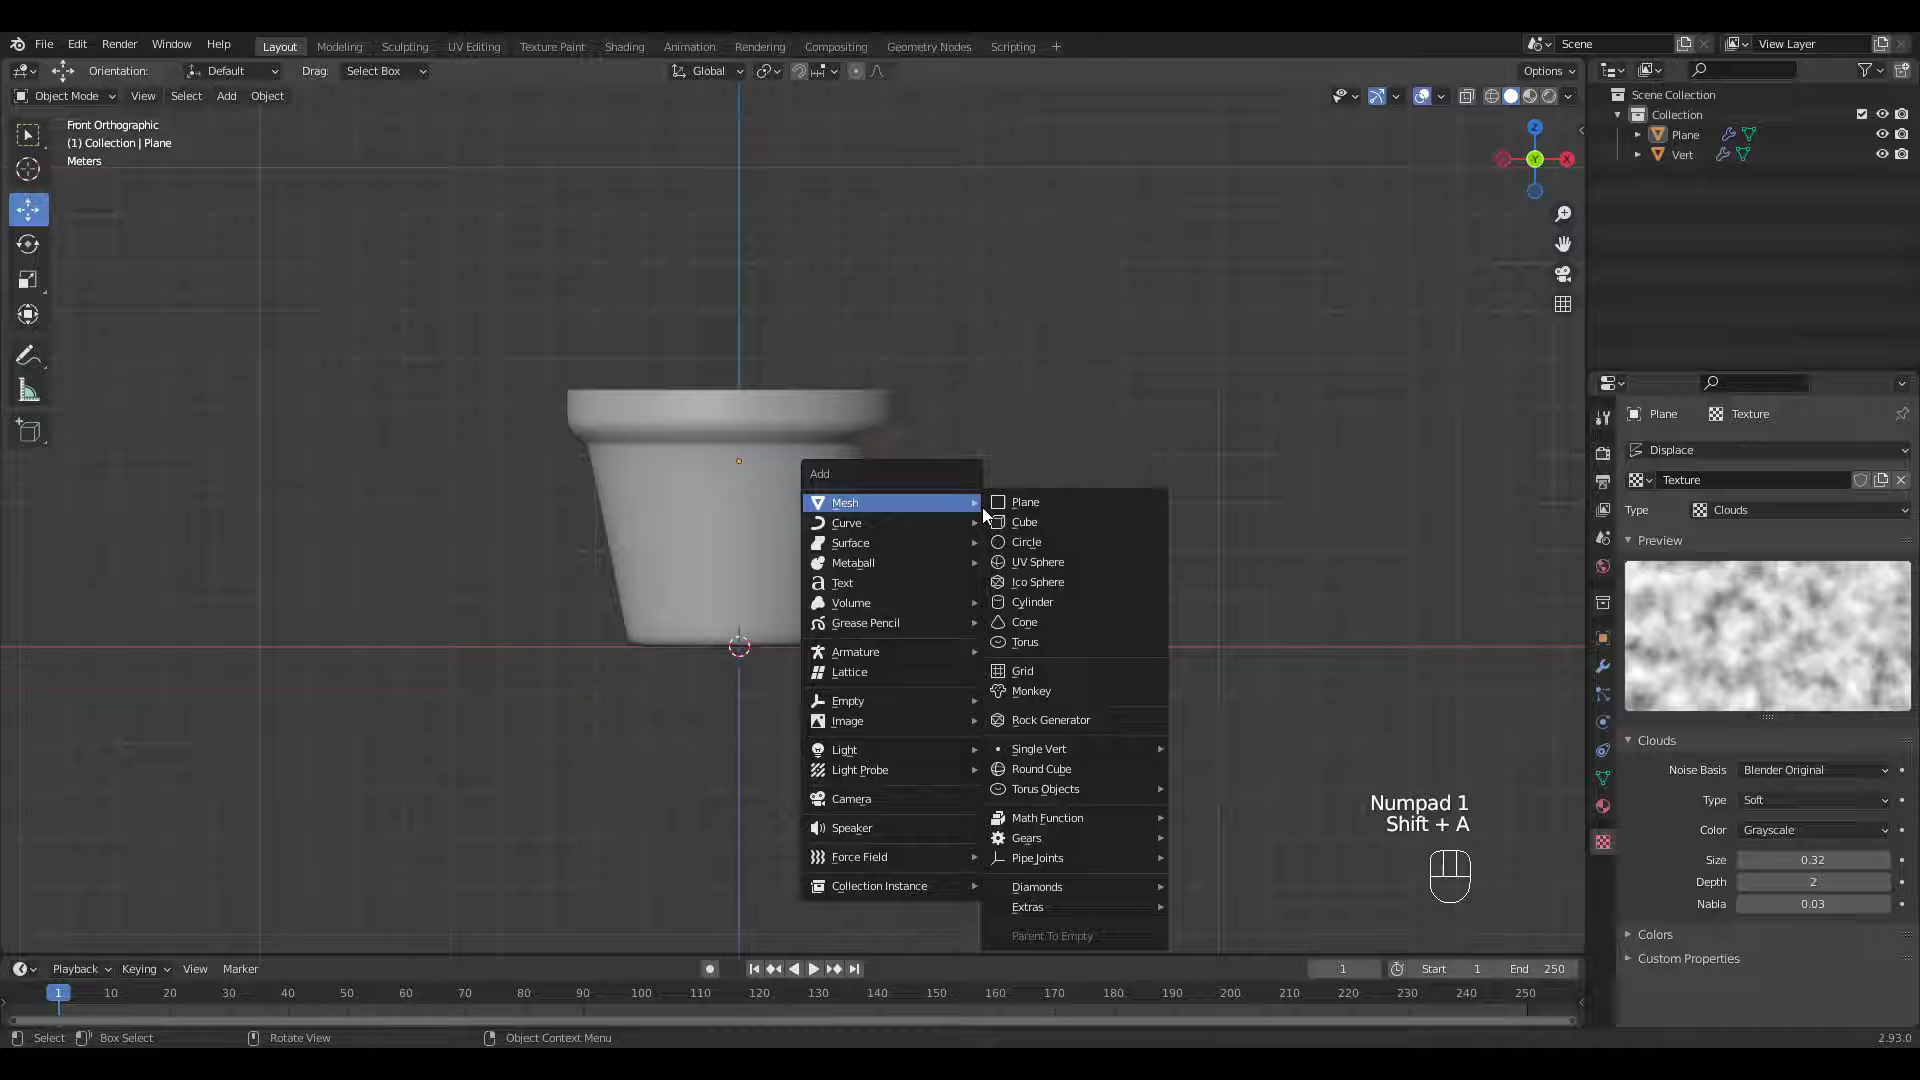 File Edit Render Window Help Layout Modeling Sculpting UV Editing Texture Paint Shading Animation Rendering Compositing Geometry Nodes Scripting + Scene View Layer
Orientation: Default Drag: Select Box Global Options
Object Mode View Select Add Object
Front Orthographic
(1) Collection | Plane
Meters
Z
Y
X
Scene Collection
Collection
Plane
Vert
Add
Mesh
Curve
Surface
Metaball
Text
Volume
Grease Pencil
Armature
Lattice
Empty
Image
Light
Light Probe
Camera
Speaker
Force Field
Collection Instance
Plane
Cube
Circle
UV Sphere
Ico Sphere
Cylinder
Cone
Torus
Grid
Monkey
Rock Generator
Single Vert
Round Cube
Torus Objects
Math Function
Gears
Pipe Joints
Diamonds
Extras
Parent To Empty
Numpad 1
Shift + A
Plane Texture
Displace
Texture
Type Clouds
Preview
Clouds
Noise Basis Blender Original
Type Soft
Color Grayscale
Size 0.32
Depth 2
Nabla 0.03
Colors
Custom Properties
Playback Keying View Marker 1 Start 1 End 250
1 10 20 30 40 50 60 70 80 90 100 110 120 130 140 150 160 170 180 190 200 210 220 230 240 250
Select Box Select Rotate View Object Context Menu 2.93.0